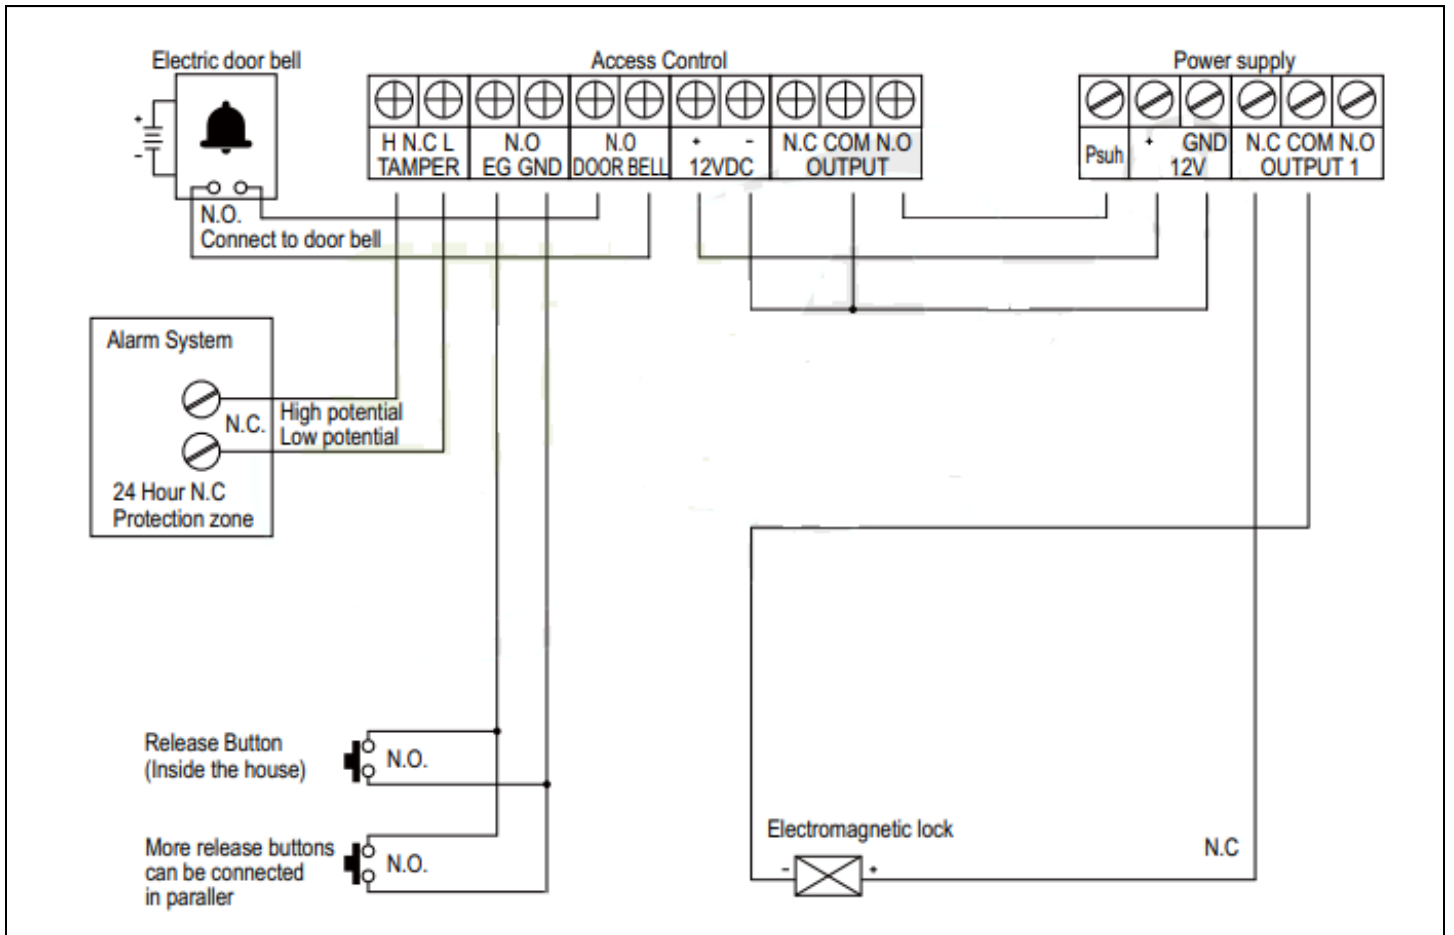 Electric door bell
Access Control
Power supply
+
-
H N.C L
TAMPER
N.O
EG GND
N.O
DOOR BELL
+ -
12VDC
N.C COM N.O
OUTPUT
Psuh
+ GND
12V
N.C COM N.O
OUTPUT 1
N.O.
Connect to door bell
Alarm System
N.C.
High potential
Low potential
24 Hour N.C
Protection zone
Release Button
(Inside the house)
N.O.
More release buttons
can be connected
in paraller
N.O.
Electromagnetic lock
- +
N.C